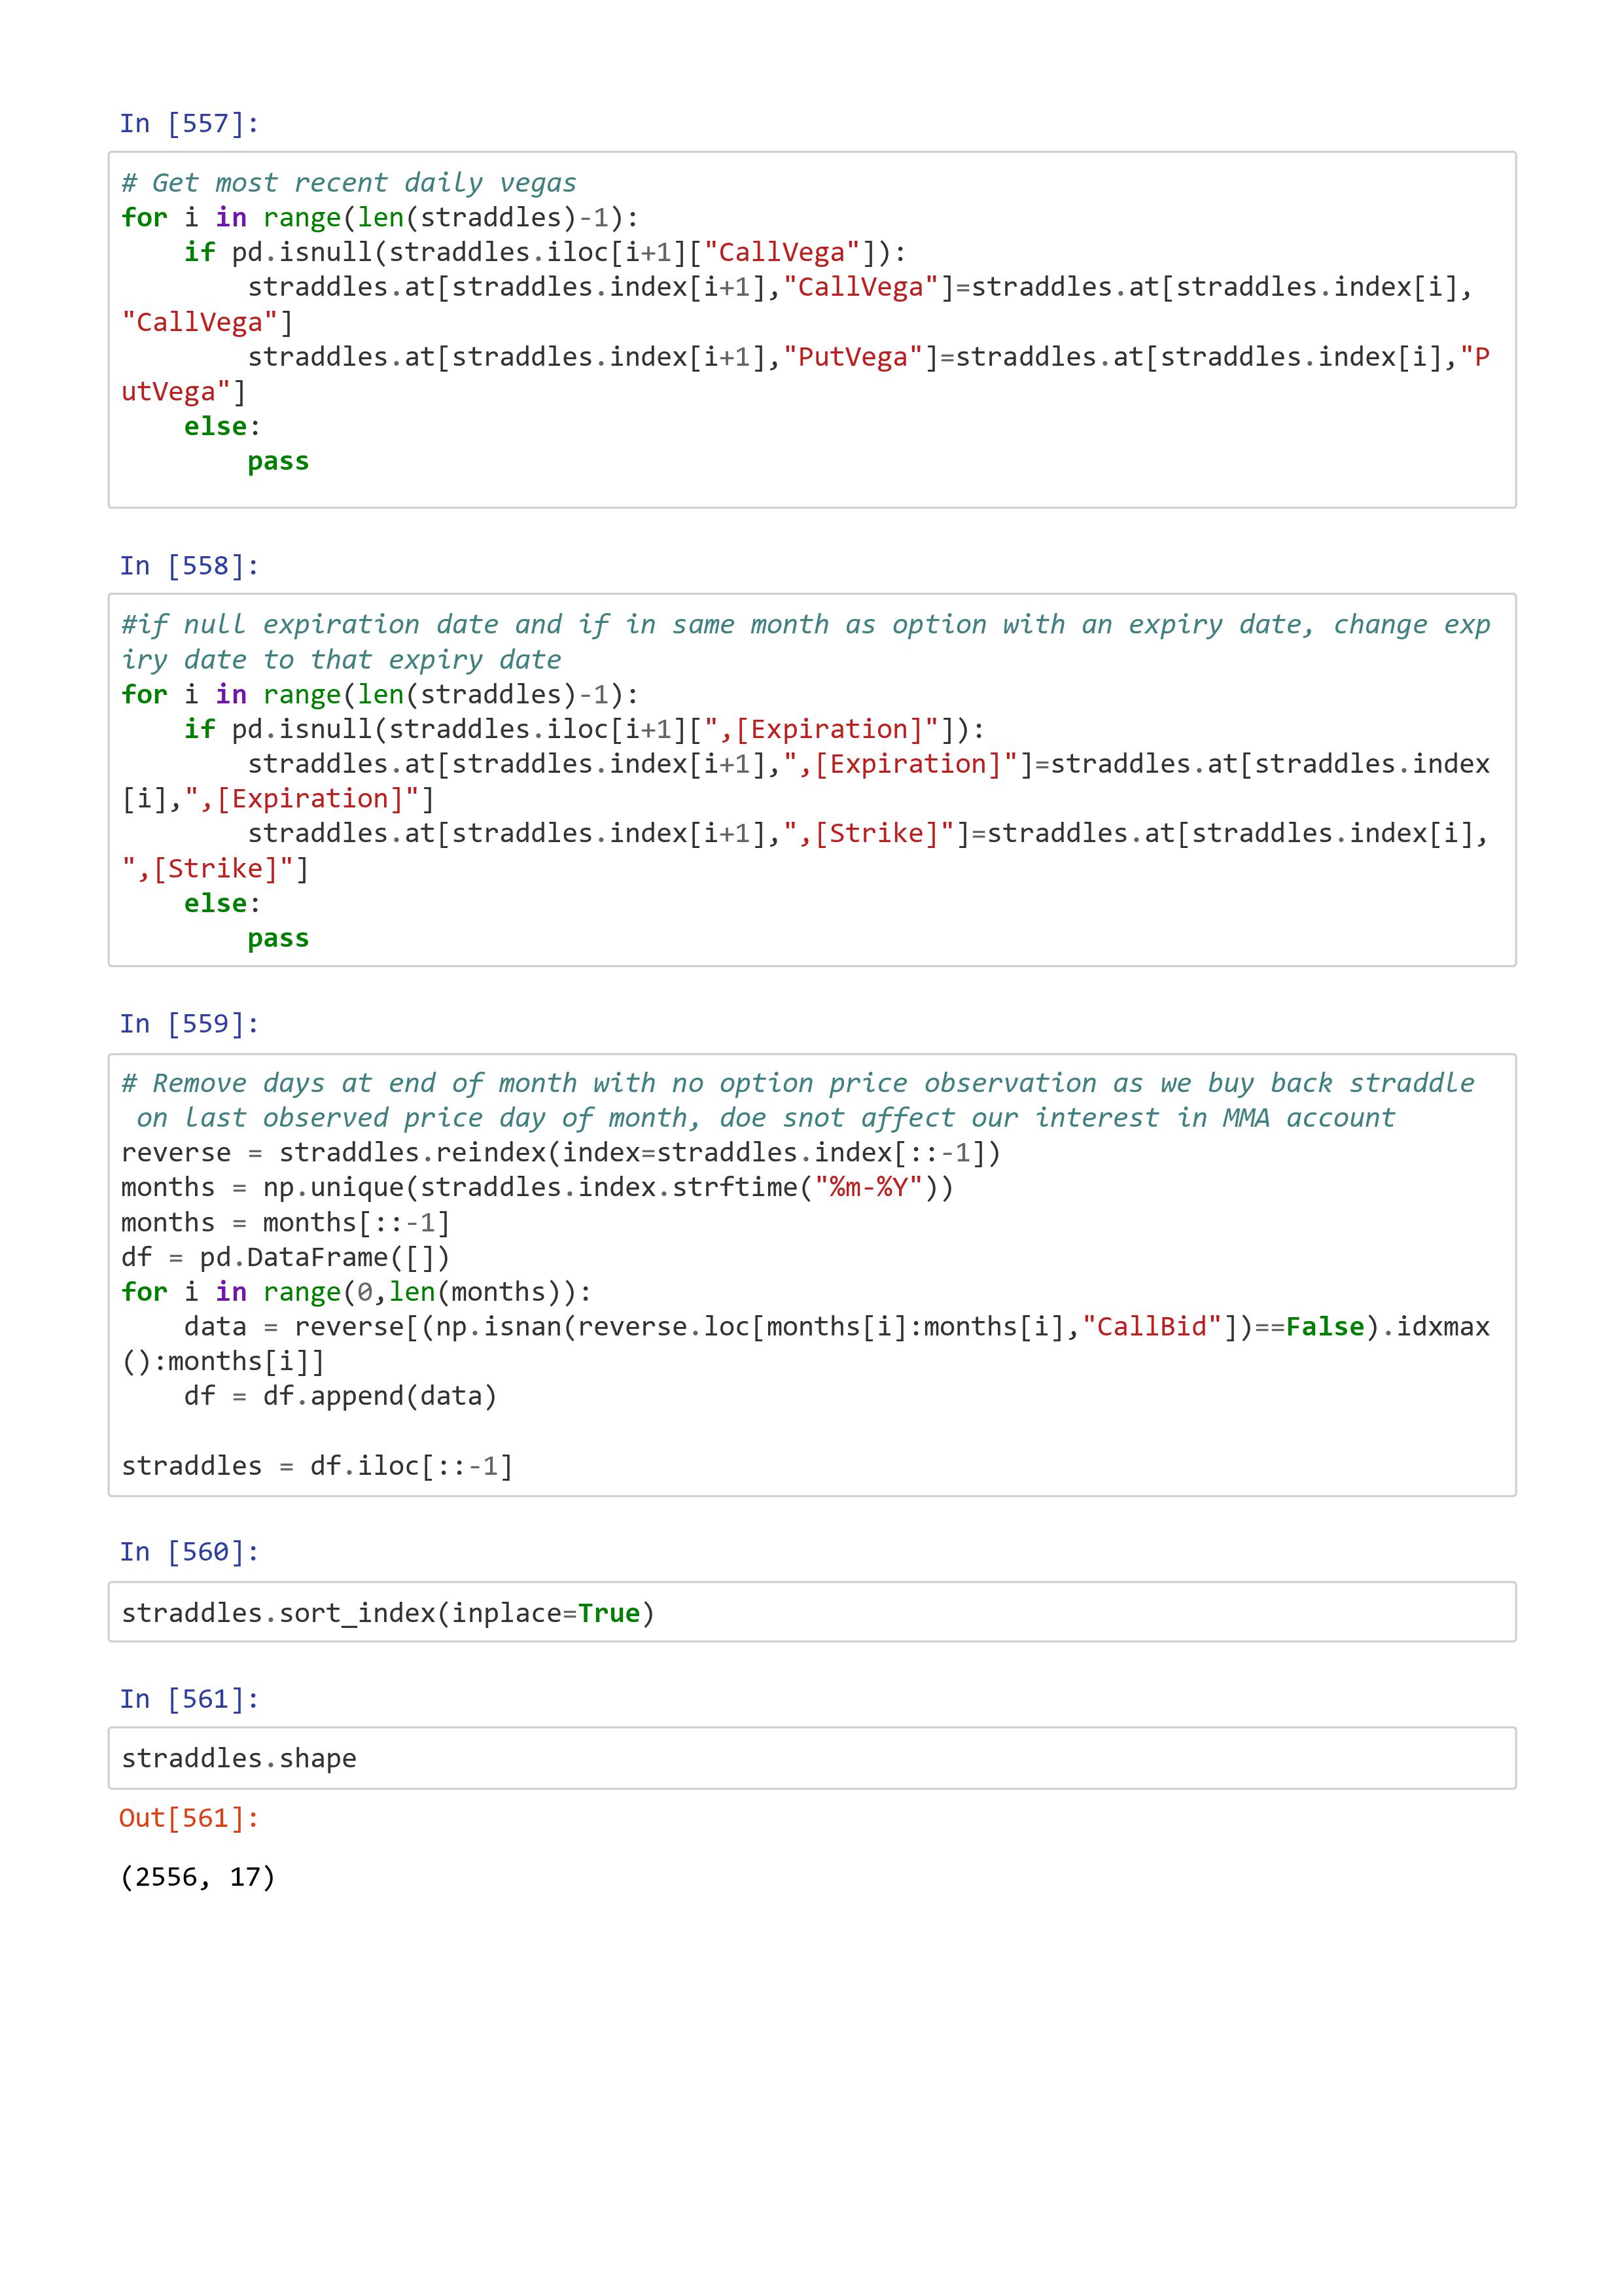 In [557]:
# Get most recent daily vegas
for i in range(len(straddles)-1):
    if pd.isnull(straddles.iloc[i+1]["CallVega"]):
        straddles.at[straddles.index[i+1],"CallVega"]=straddles.at[straddles.index[i],
"CallVega"]
        straddles.at[straddles.index[i+1],"PutVega"]=straddles.at[straddles.index[i],"P
utVega"]
    else:
        pass
In [558]:
#if null expiration date and if in same month as option with an expiry date, change exp
iry date to that expiry date
for i in range(len(straddles)-1):
    if pd.isnull(straddles.iloc[i+1][",[Expiration]"]):
        straddles.at[straddles.index[i+1],",[Expiration]"]=straddles.at[straddles.index
[i],",[Expiration]"]
        straddles.at[straddles.index[i+1],",[Strike]"]=straddles.at[straddles.index[i],
",[Strike]"]
    else:
        pass
In [559]:
# Remove days at end of month with no option price observation as we buy back straddle
 on last observed price day of month, doe snot affect our interest in MMA account
reverse = straddles.reindex(index=straddles.index[::-1])
months = np.unique(straddles.index.strftime("%m-%Y"))
months = months[::-1]
df = pd.DataFrame([])
for i in range(0,len(months)):
    data = reverse[(np.isnan(reverse.loc[months[i]:months[i],"CallBid"])==False).idxmax
():months[i]]
    df = df.append(data)
straddles = df.iloc[::-1]
In [560]:
straddles.sort_index(inplace=True)
In [561]:
straddles.shape
Out[561]:
(2556, 17)